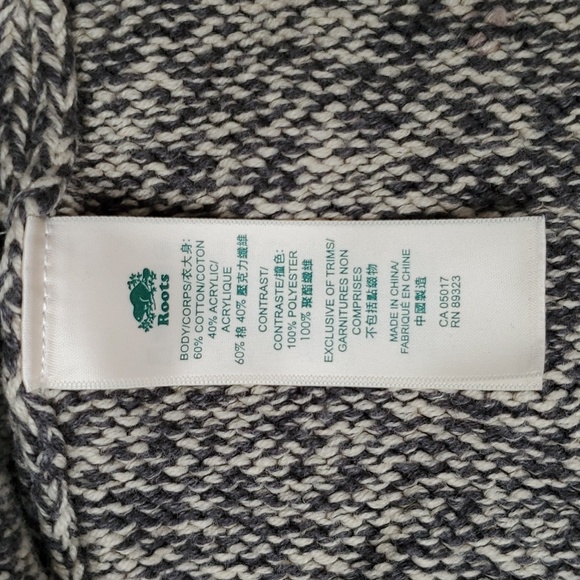 Roots
BODY/CORPS/衣大身:
60% COTTON/COTON
40% ACRYLIC/
ACRYLIQUE
60% 棉 40% 壓克力纖維
CONTRAST/
CONTRASTE/撞色:
100% POLYESTER
100% 聚酯纖維
EXCLUSIVE OF TRIMS/
GARNITURES NON
COMPRISES
不包括點綴物
MADE IN CHINA/
FABRIQUÉ EN CHINE
中國製造
CA 05017
RN 89323